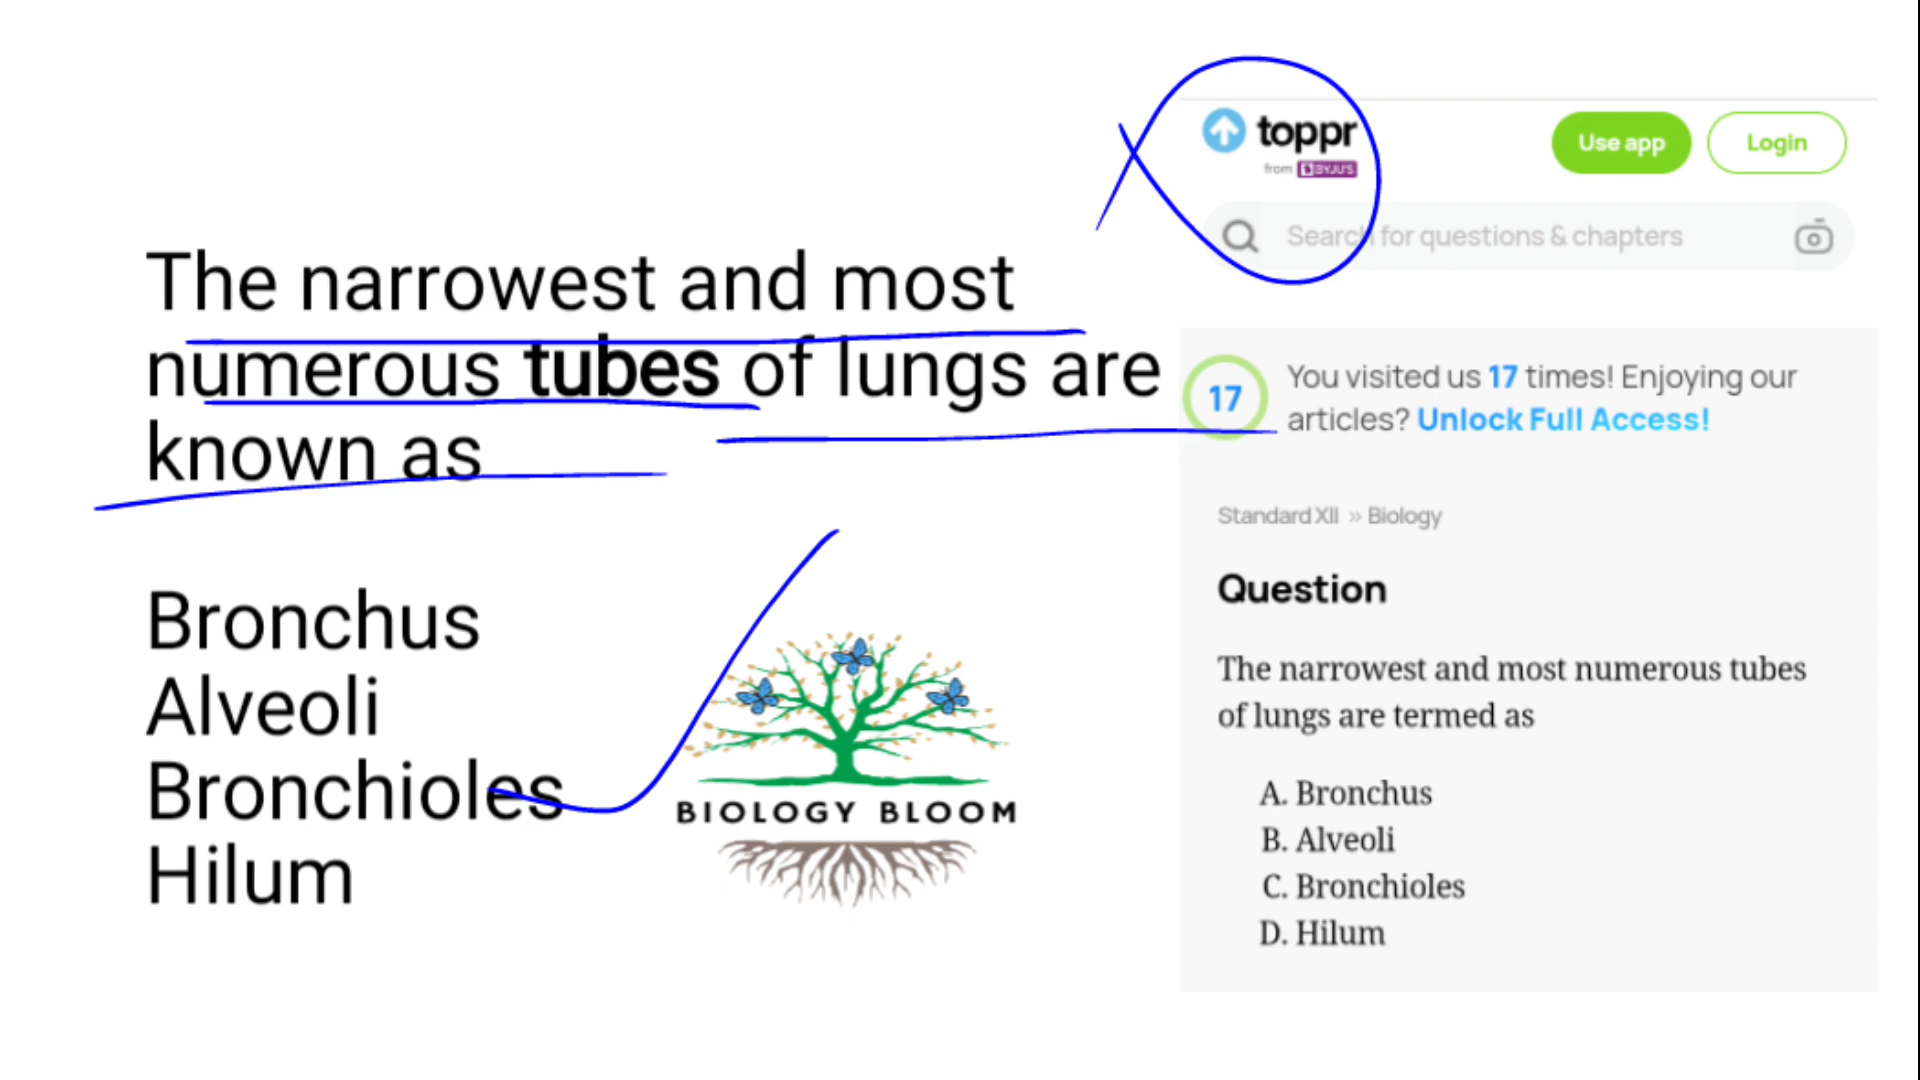 The narrowest and most
numerous tubes of lungs are
known as
Bronchus
Alveoli
Bronchioles
Hilum
BIOLOGY BLOOM
toppr
from BYJU'S
Use app
Login
Search for questions & chapters
17
You visited us 17 times! Enjoying our
articles? Unlock Full Access!
Standard XII » Biology
Question
The narrowest and most numerous tubes
of lungs are termed as
A. Bronchus
B. Alveoli
C. Bronchioles
D. Hilum